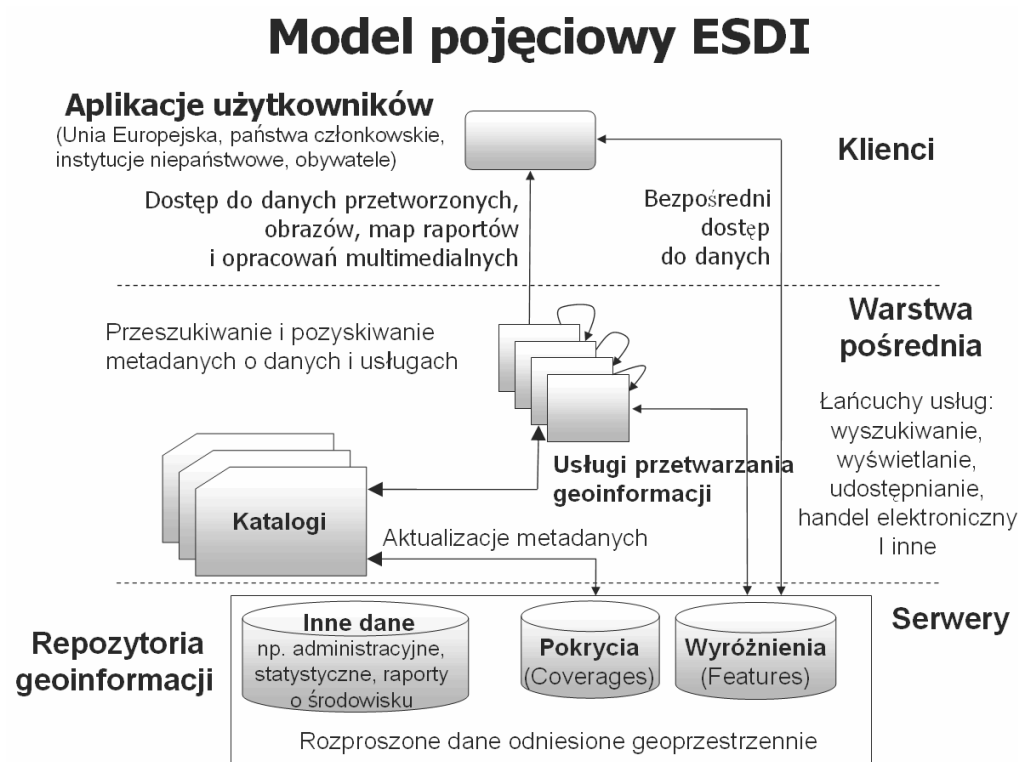 Model pojęciowy ESDI
Aplikacje użytkowników
(Unia Europejska, państwa członkowskie,
instytucje niepaństwowe, obywatele)
Klienci
Dostęp do danych przetworzonych,
obrazów, map raportów
i opracowań multimedialnych
Bezpośredni
dostęp
do danych
Warstwa
pośrednia
Przeszukiwanie i pozyskiwanie
metadanych o danych i usługach
Łańcuchy usług:
wyszukiwanie,
wyświetlanie,
udostępnianie,
handel elektroniczny
I inne
Usługi przetwarzania
geoinformacji
Katalogi
Aktualizacje metadanych
Serwery
Repozytoria
geoinformacji
Inne dane
np. administracyjne,
statystyczne, raporty
o środowisku
Pokrycia
(Coverages)
Wyróżnienia
(Features)
Rozproszone dane odniesione geoprzestrzennie